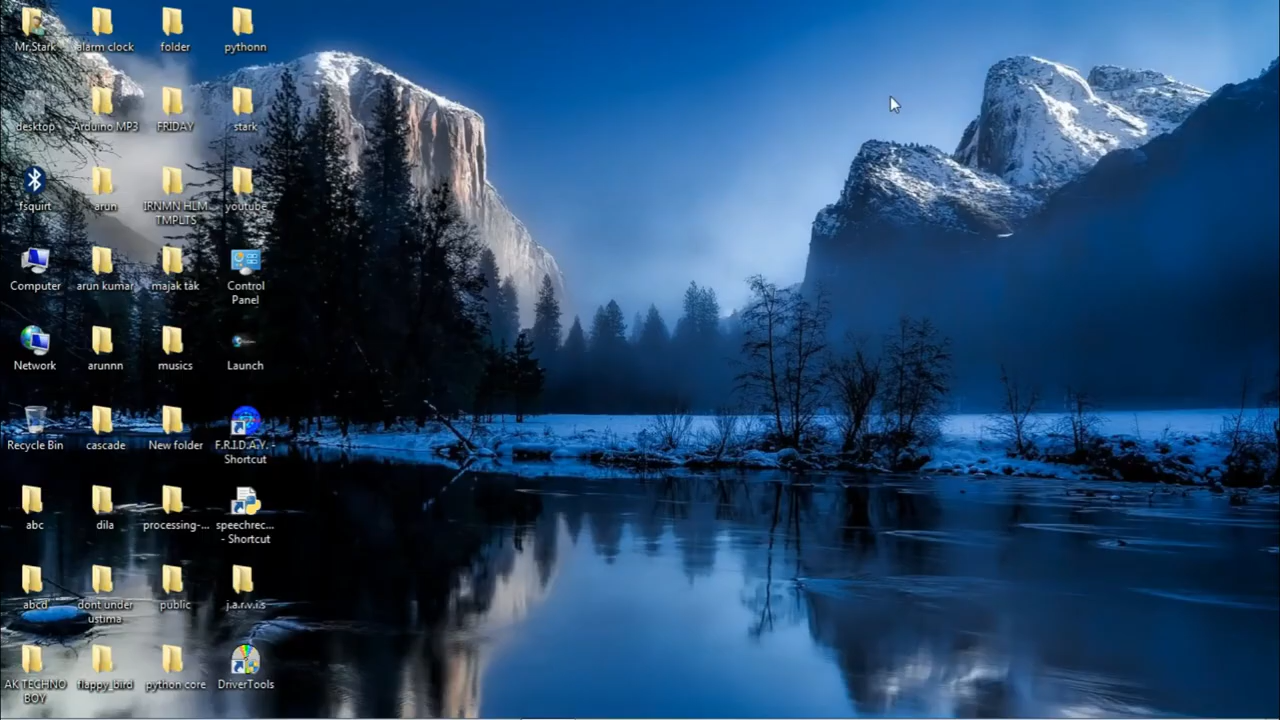 Mr.Stark
alarm clock
folder
pythonn
desktop
Arduino MP3
FRIDAY
stark
fsquirt
arun
IRNMN HLM
TMPLTS
youtube
Computer
arun kumar
majak tak
Control
Panel
Network
arunnn
musics
Launch
Recycle Bin
cascade
New folder
F.R.I.D.A.Y. -
Shortcut
abc
dila
processing-...
speechrec...
- Shortcut
abcd
dont under
ustima
public
j.a.r.v.i.s
AK TECHNO
BOY
flappy_bird
python core
DriverTools